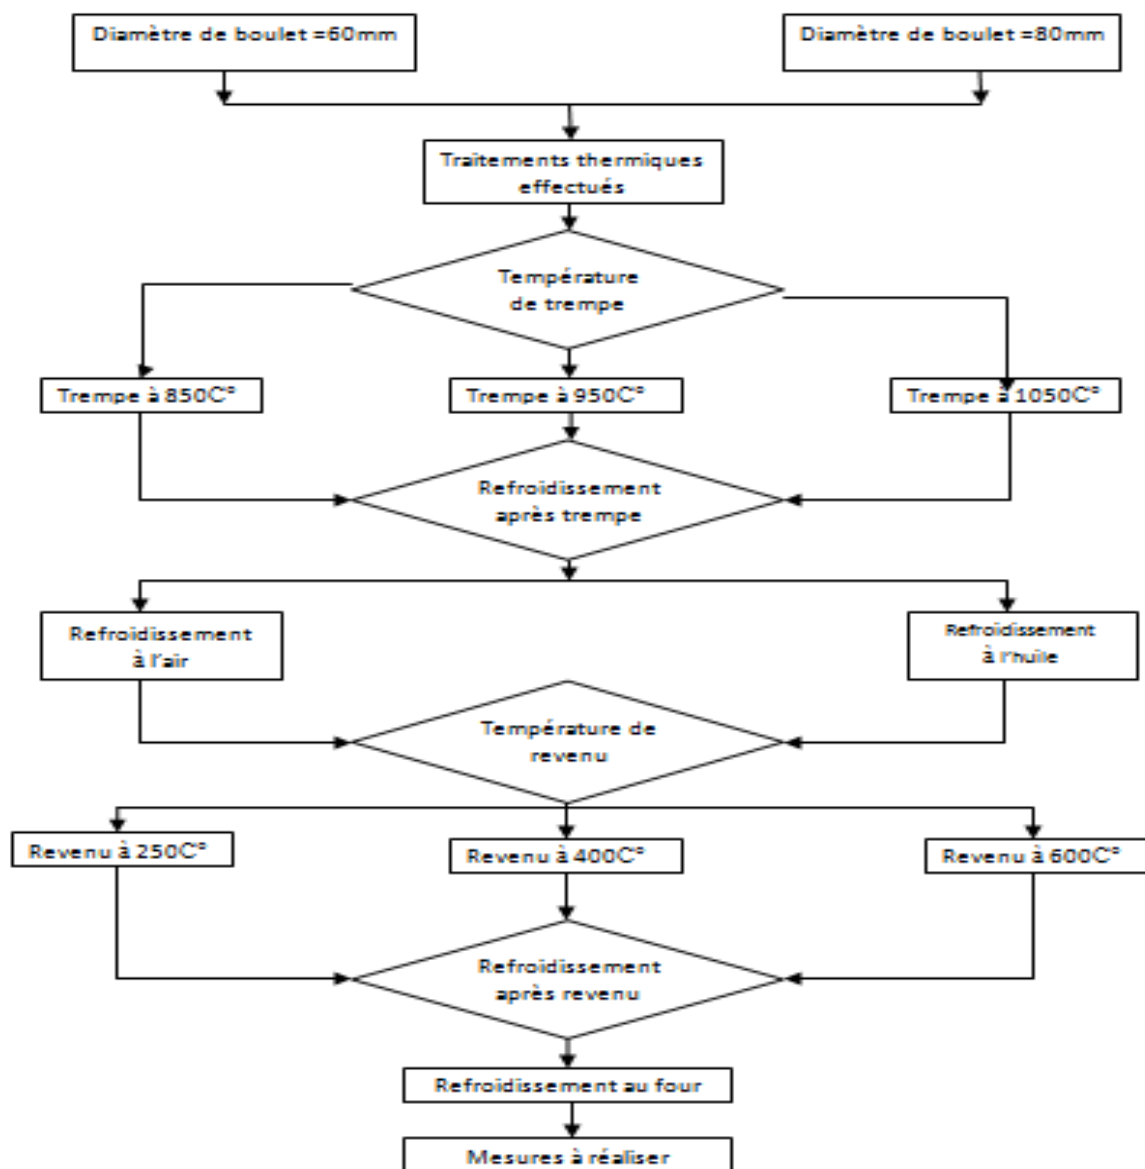 Diamètre de boulet =60mm
Diamètre de boulet =80mm
Traitements thermiques
effectués
Température
de trempe
Trempe à 850C°
Trempe à 950C°
Trempe à 1050C°
Refroidissement
après trempe
Refroidissement
à l'air
Refroidissement
à l'huile
Température de
revenu
Revenu à 250C°
Revenu à 400C°
Revenu à 600C°
Refroidissement
après revenu
Refroidissement au four
Mesures à réaliser